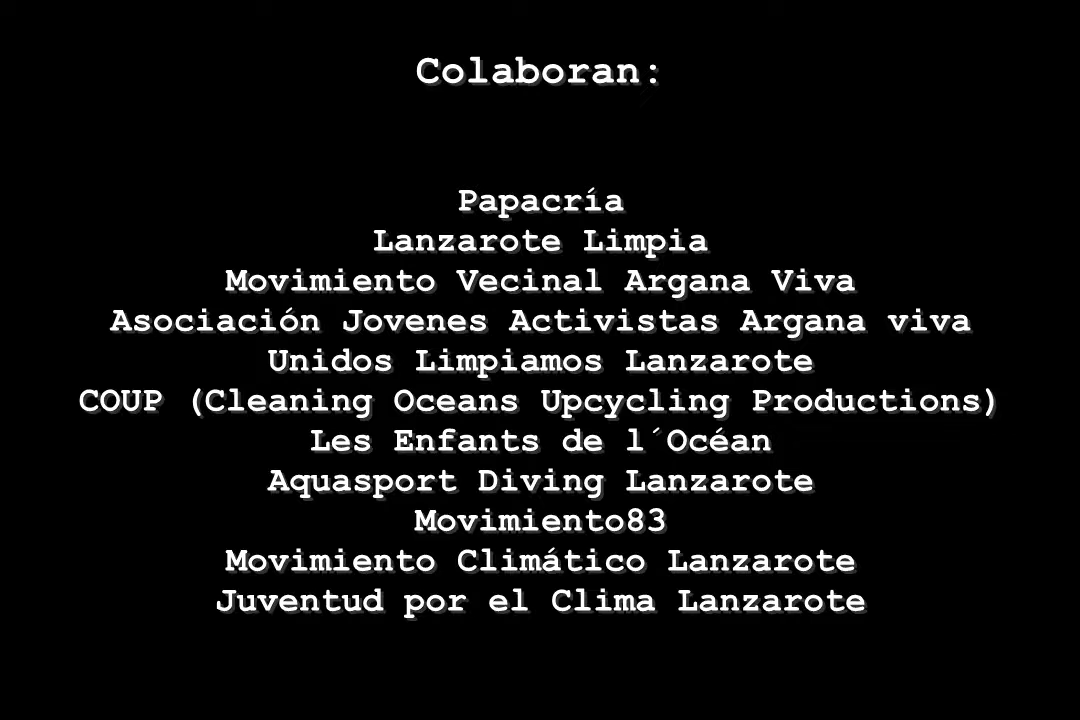 Colaboran:
Papacría
Lanzarote Limpia
Movimiento Vecinal Argana Viva
Asociación Jovenes Activistas Argana viva
Unidos Limpiamos Lanzarote
COUP (Cleaning Oceans Upcycling Productions)
Les Enfants de l´Océan
Aquasport Diving Lanzarote
Movimiento83
Movimiento Climático Lanzarote
Juventud por el Clima Lanzarote